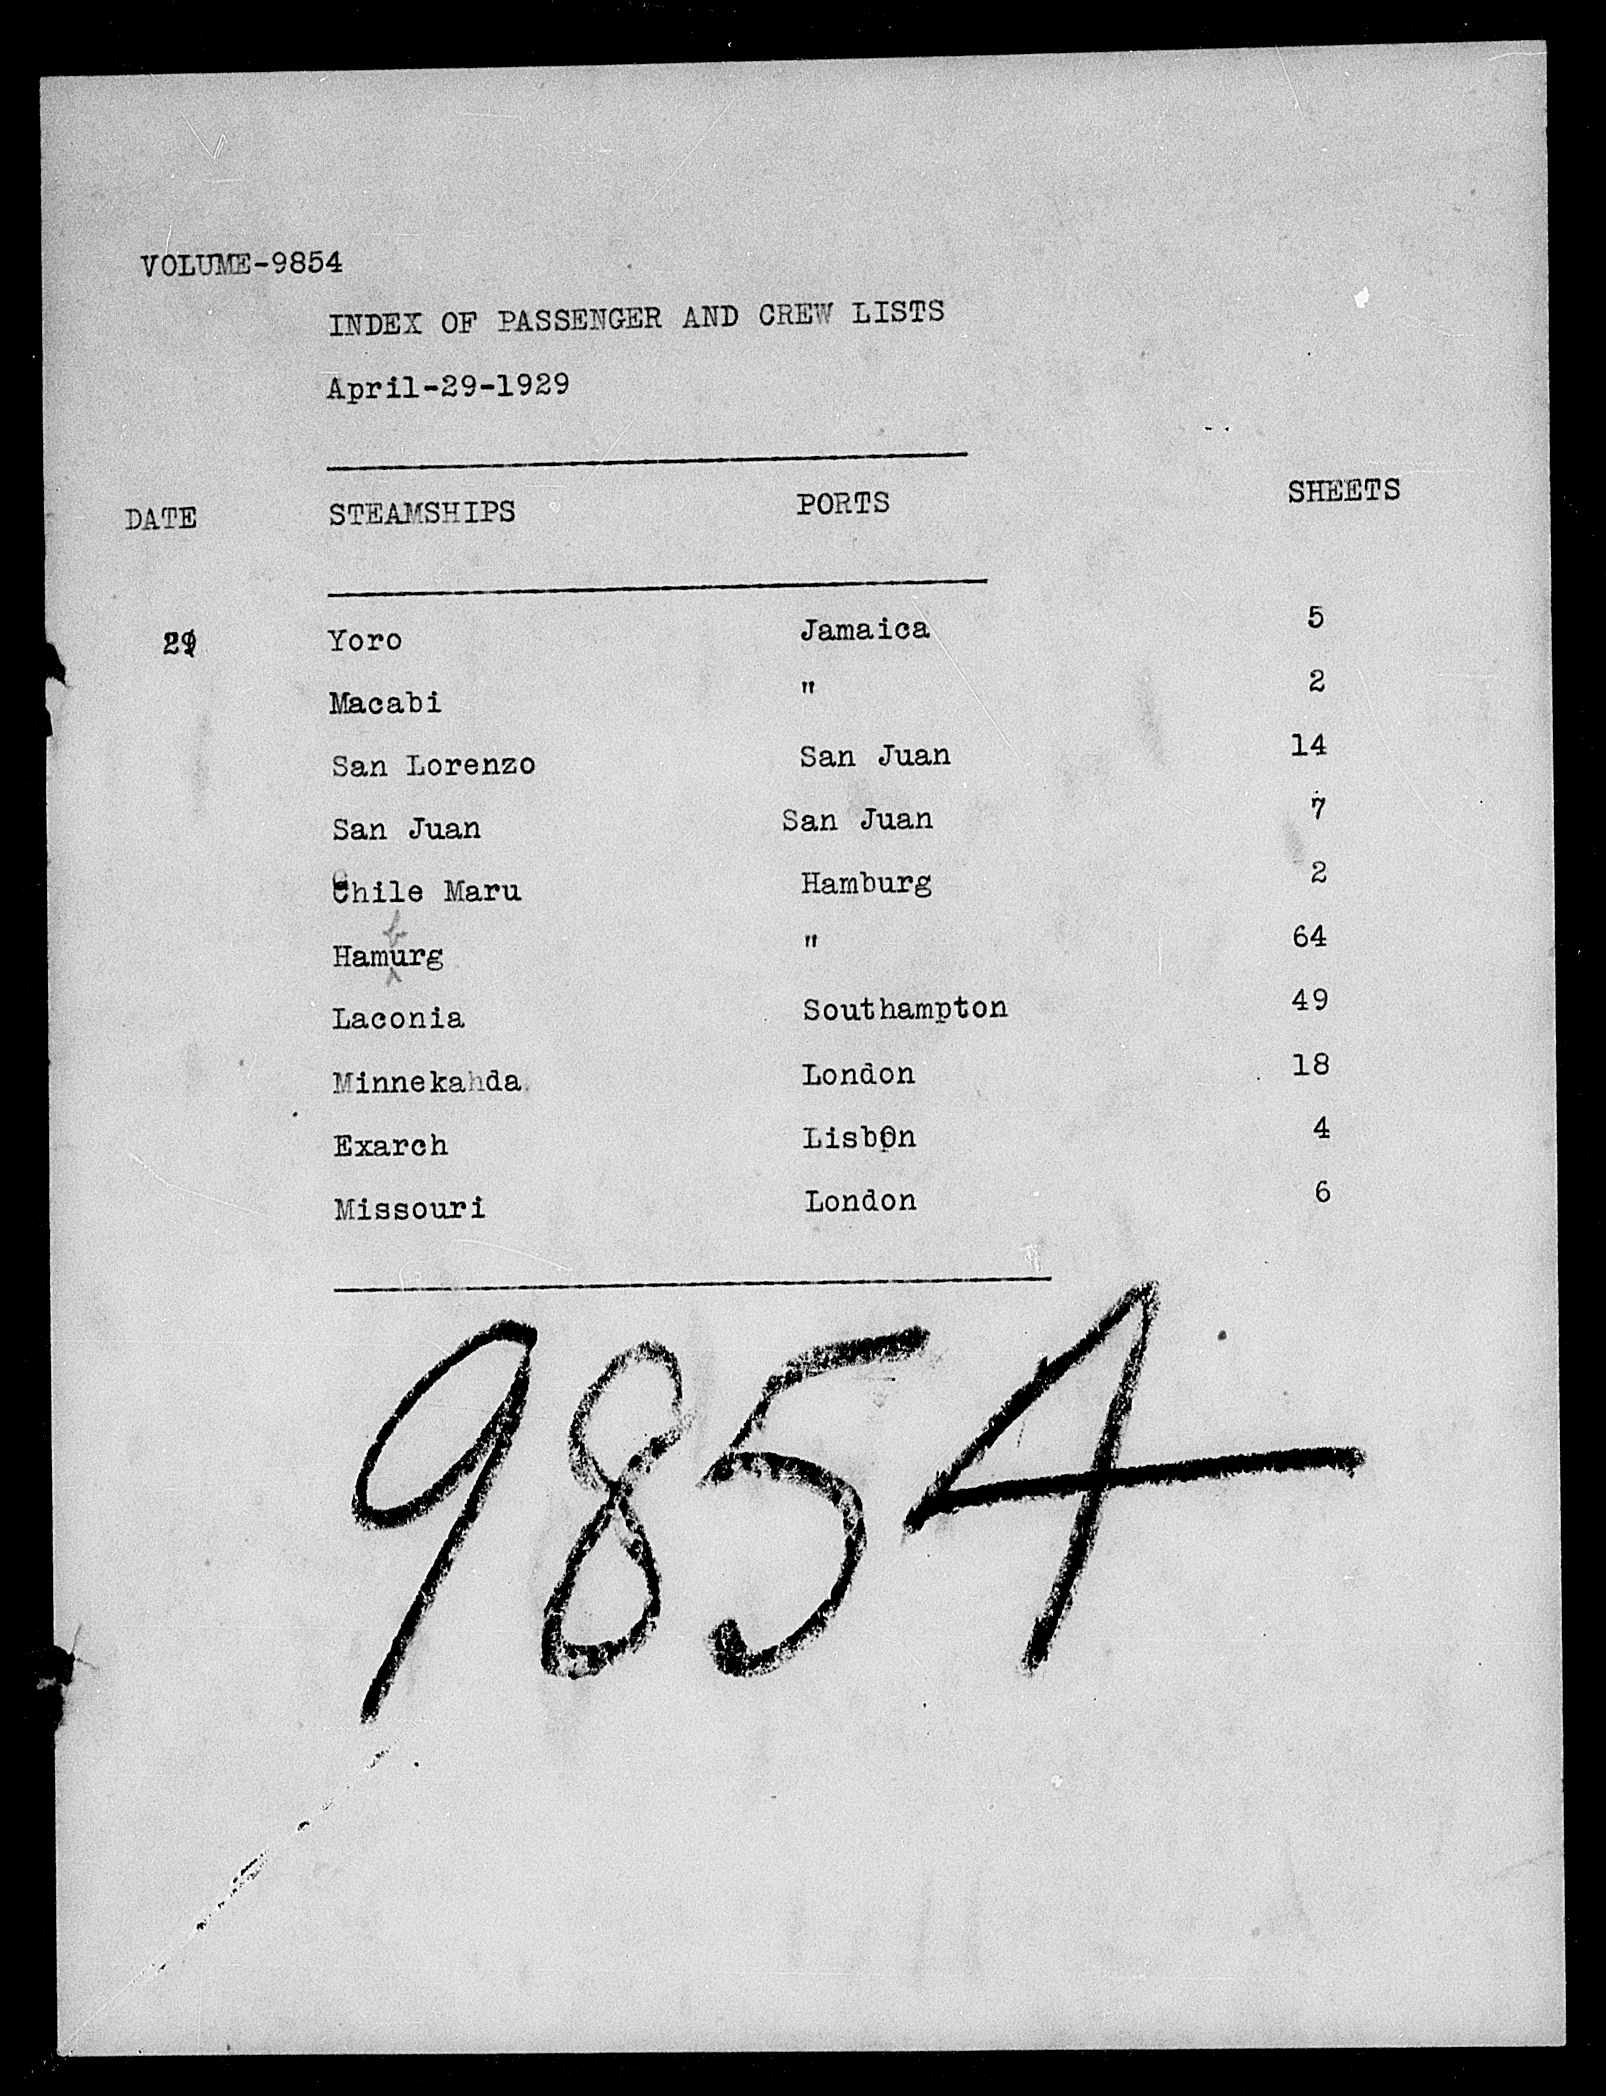 VOLUME-9854
INDEX OF PASSENGER AND CREW LISTS
April-29-1929
DATE STEAMSHIPS PORTS SHEETS
29 Yoro Jamaica 5
Macabi " 2
San Lorenzo San Juan 14
San Juan San Juan 7
Chile Maru Hamburg 2
Hamburg " 64
Laconia Southampton 49
Minnekahda London 18
Exarch Lisbon 4
Missouri London 6
9854